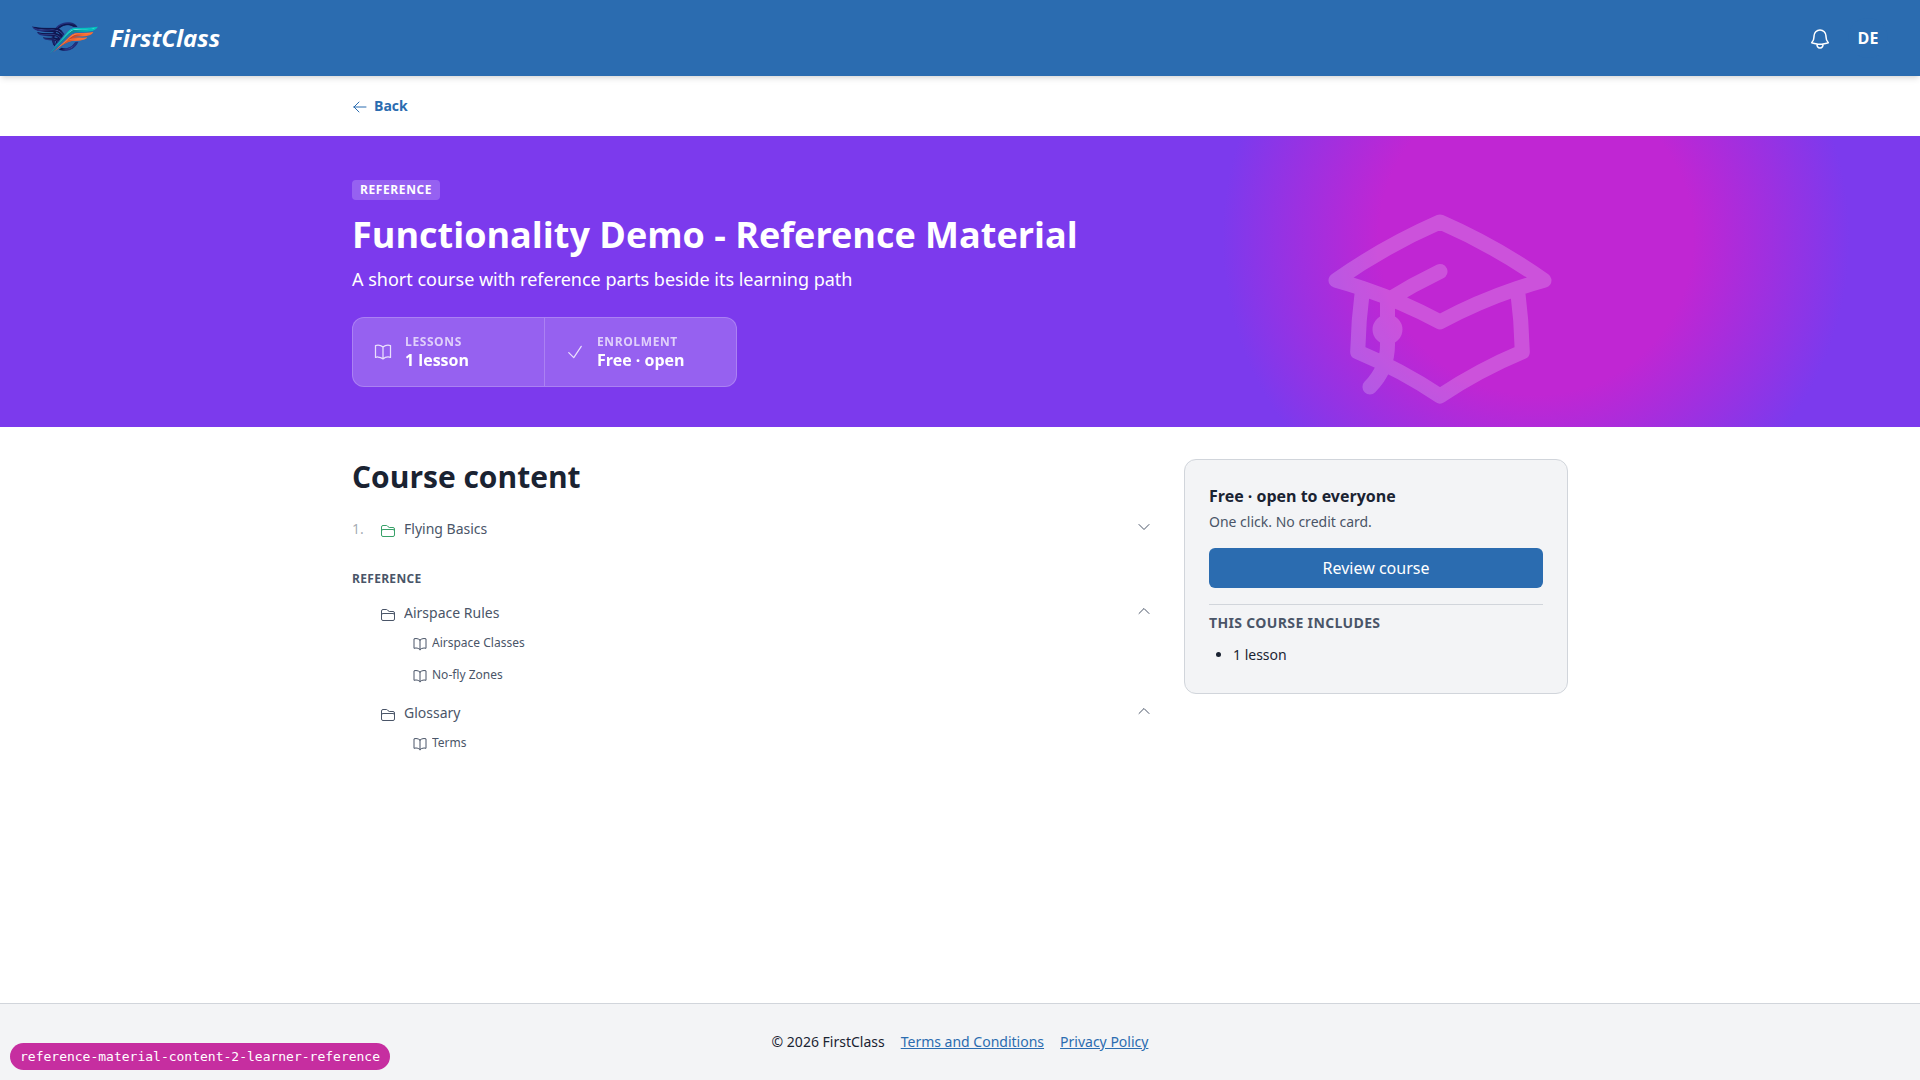 FirstClass
DE
Back
REFERENCE
Functionality Demo - Reference Material
A short course with reference parts beside its learning path
LESSONS
1 lesson
ENROLMENT
Free · open
Course content
1. Flying Basics
REFERENCE
Airspace Rules
Airspace Classes
No-fly Zones
Glossary
Terms
Free · open to everyone
One click. No credit card.
Review course
THIS COURSE INCLUDES
• 1 lesson
© 2026 FirstClass Terms and Conditions Privacy Policy
reference-material-content-2-learner-reference